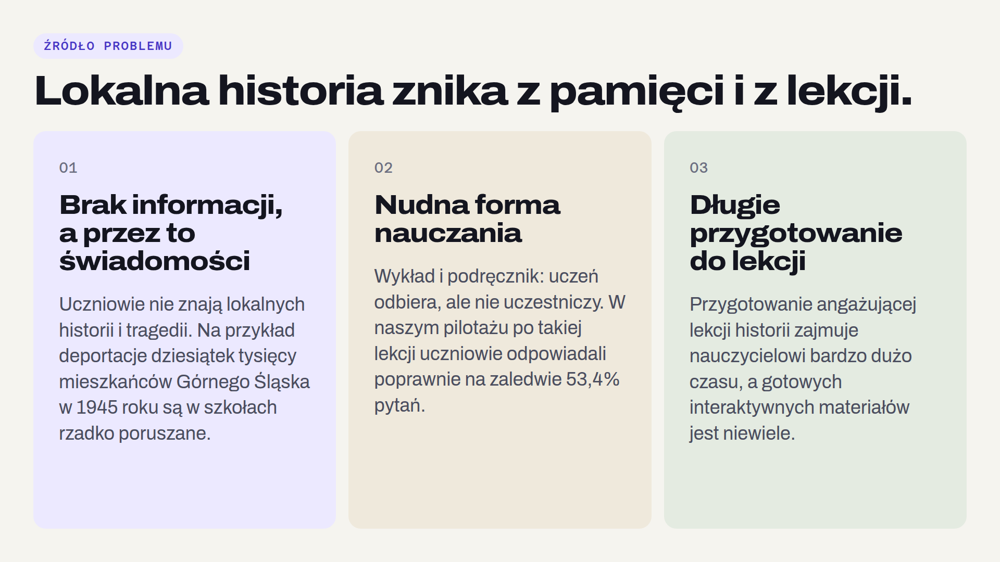 ŹRÓDŁO PROBLEMU
Lokalna historia znika z pamięci i z lekcji.
01
Brak informacji,
a przez to
świadomości
Uczniowie nie znają lokalnych
historii i tragedii. Na przykład
deportacje dziesiątek tysięcy
mieszkańców Górnego Śląska
w 1945 roku są w szkołach
rzadko poruszane.
02
Nudna forma
nauczania
Wykład i podręcznik: uczeń
odbiera, ale nie uczestniczy. W
naszym pilotażu po takiej
lekcji uczniowie odpowiadali
poprawnie na zaledwie 53,4%
pytań.
03
Długie
przygotowanie
do lekcji
Przygotowanie angażującej
lekcji historii zajmuje
nauczycielowi bardzo dużo
czasu, a gotowych
interaktywnych materiałów
jest niewiele.